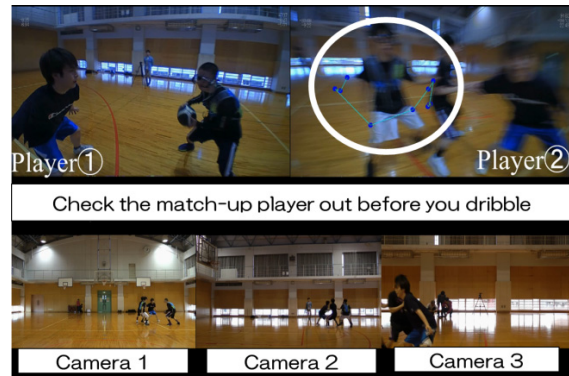 Player①
Player②
Check the match-up player out before you dribble
Camera 1
Camera 2
Camera 3